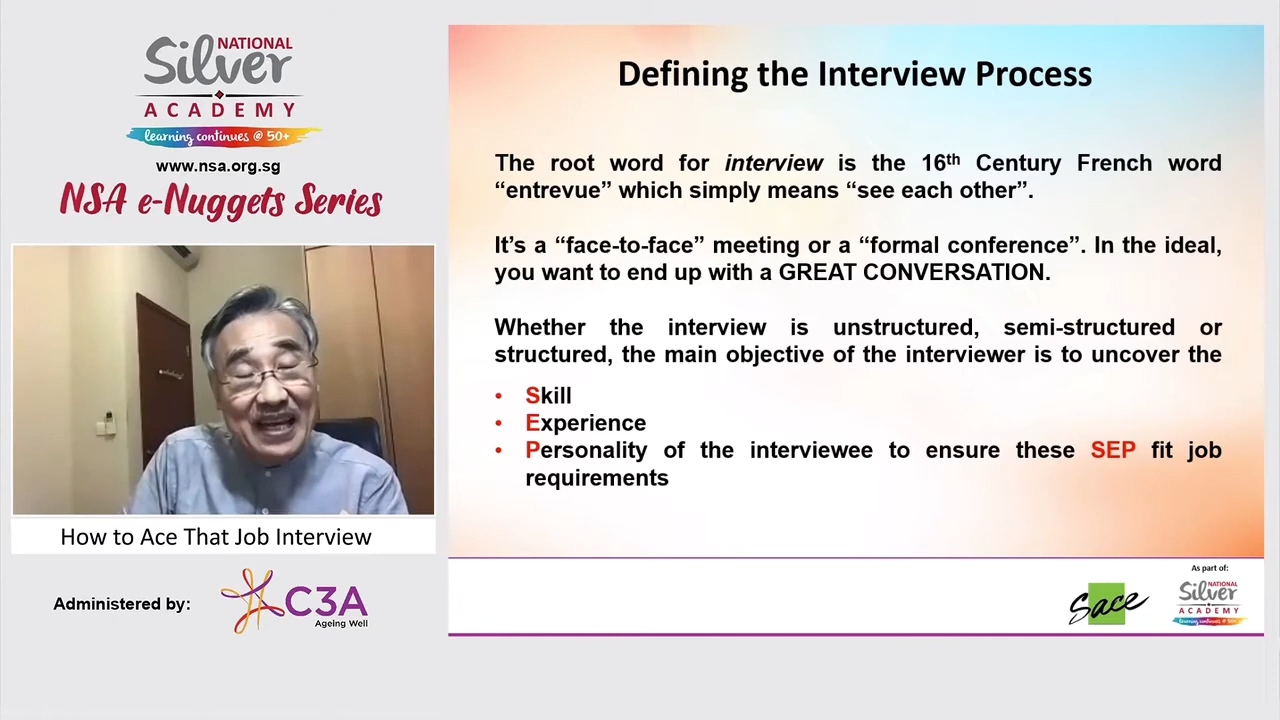 NATIONAL
Silver
ACADEMY
learning continues @ 50+
www.nsa.org.sg
NSA e-Nuggets Series
How to Ace That Job Interview
Administered by:
C3A
Ageing Well
Defining the Interview Process
The root word for interview is the 16th Century French word
“entrevue” which simply means “see each other”.
It’s a “face-to-face” meeting or a “formal conference”. In the ideal,
you want to end up with a GREAT CONVERSATION.
Whether the interview is unstructured, semi-structured or
structured, the main objective of the interviewer is to uncover the
• Skill
• Experience
• Personality of the interviewee to ensure these SEP fit job
requirements
Sace
As part of:
NATIONAL
Silver
ACADEMY
learning continues @ 50+